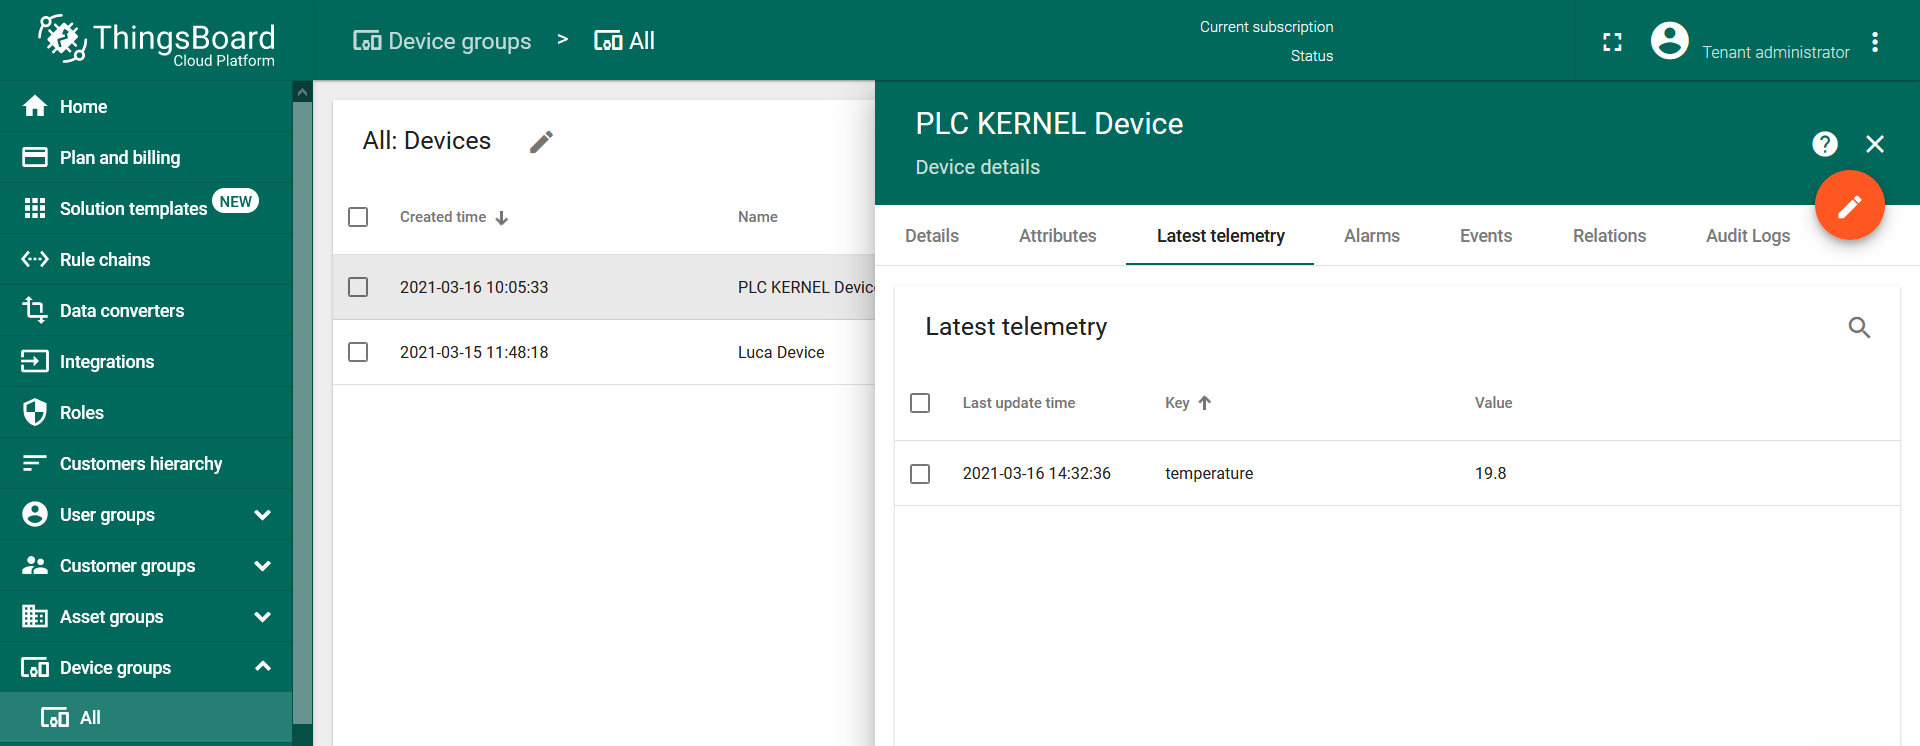 ThingsBoard
Cloud Platform
Device groups > All
Current subscription
Status
Tenant administrator
Home
Plan and billing
Solution templates NEW
Rule chains
Data converters
Integrations
Roles
Customers hierarchy
User groups
Customer groups
Asset groups
Device groups
All
All: Devices
Created time Name
2021-03-16 10:05:33 PLC KERNEL Device
2021-03-15 11:48:18 Luca Device
PLC KERNEL Device
Device details
Details Attributes Latest telemetry Alarms Events Relations Audit Logs
Latest telemetry
Last update time Key Value
2021-03-16 14:32:36 temperature 19.8